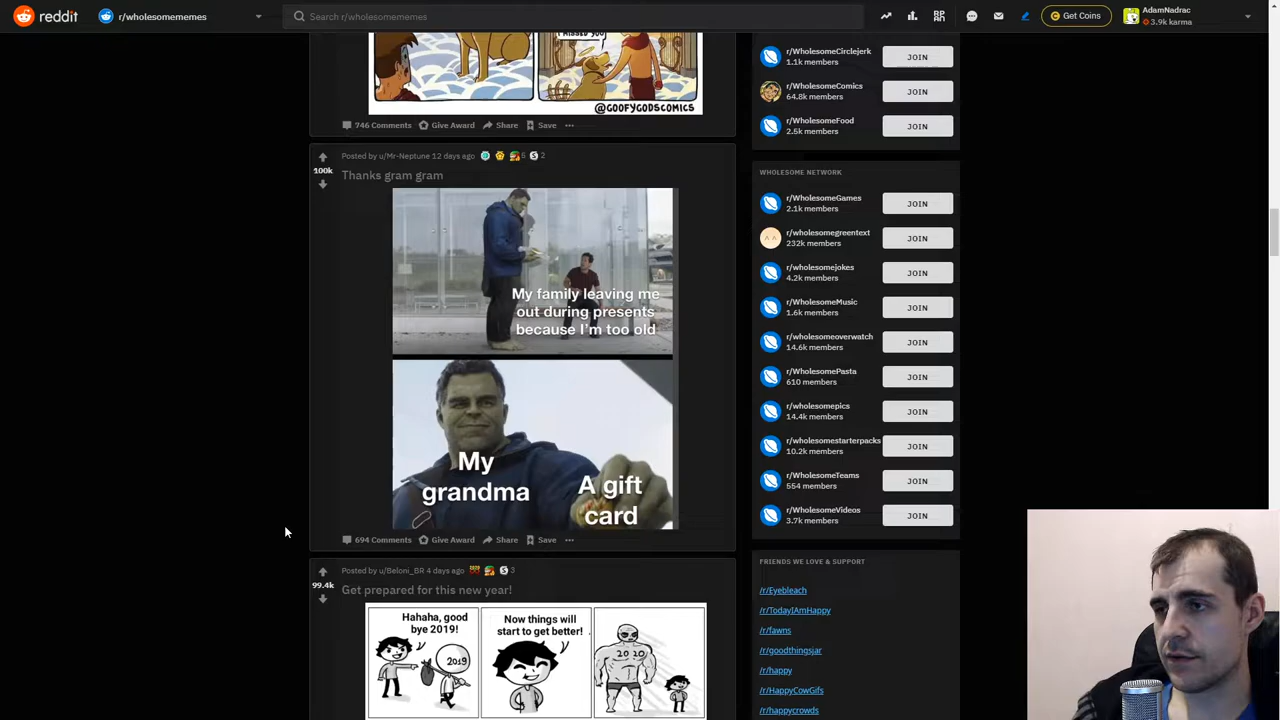 reddit
r/wholesomememes
Search r/wholesomememes
Get Coins
AdamNadrac
3.9k karma
I MISSED YOU
@GOOFYGODSCOMICS
746 Comments
Give Award
Share
Save
100k
Posted by u/Mr-Neptune 12 days ago
6
S 2
Thanks gram gram
My family leaving me
out during presents
because I'm too old
My
grandma
A gift
card
694 Comments
Give Award
Share
Save
99.4k
Posted by u/Beloni_BR 4 days ago
S 3
Get prepared for this new year!
Hahaha, good
bye 2019!
2019
Now things will
start to get better!
2020
r/WholesomeCirclejerk
1.1k members
JOIN
r/WholesomeComics
64.8k members
JOIN
r/WholesomeFood
2.5k members
JOIN
WHOLESOME NETWORK
r/WholesomeGames
2.1k members
JOIN
r/wholesomegreentext
232k members
JOIN
r/wholesomejokes
4.2k members
JOIN
r/WholesomeMusic
1.6k members
JOIN
r/wholesomeoverwatch
14.6k members
JOIN
r/WholesomePasta
610 members
JOIN
r/wholesomepics
14.4k members
JOIN
r/wholesomestarterpacks
10.2k members
JOIN
r/WholesomeTeams
554 members
JOIN
r/WholesomeVideos
3.7k members
JOIN
FRIENDS WE LOVE & SUPPORT
/r/Eyebleach
/r/TodayIAmHappy
/r/fawns
/r/goodthingsjar
/r/happy
/r/HappyCowGifs
/r/happycrowds